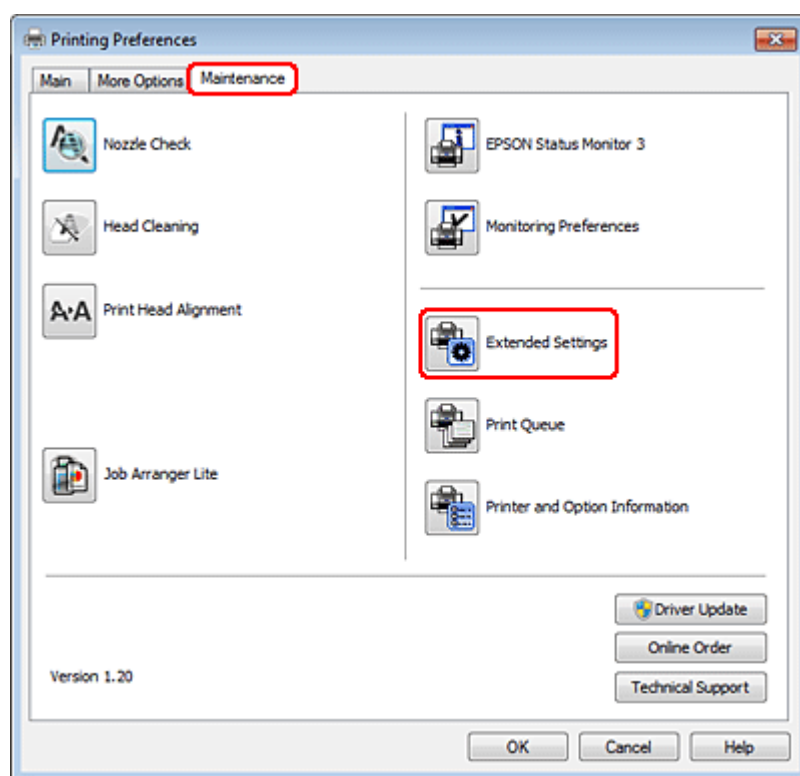 Printing Preferences
Main
More Options
Maintenance
Nozzle Check
EPSON Status Monitor 3
Head Cleaning
Monitoring Preferences
A·A
Print Head Alignment
Extended Settings
Print Queue
Job Arranger Lite
Printer and Option Information
Driver Update
Online Order
Version 1.20
Technical Support
OK
Cancel
Help